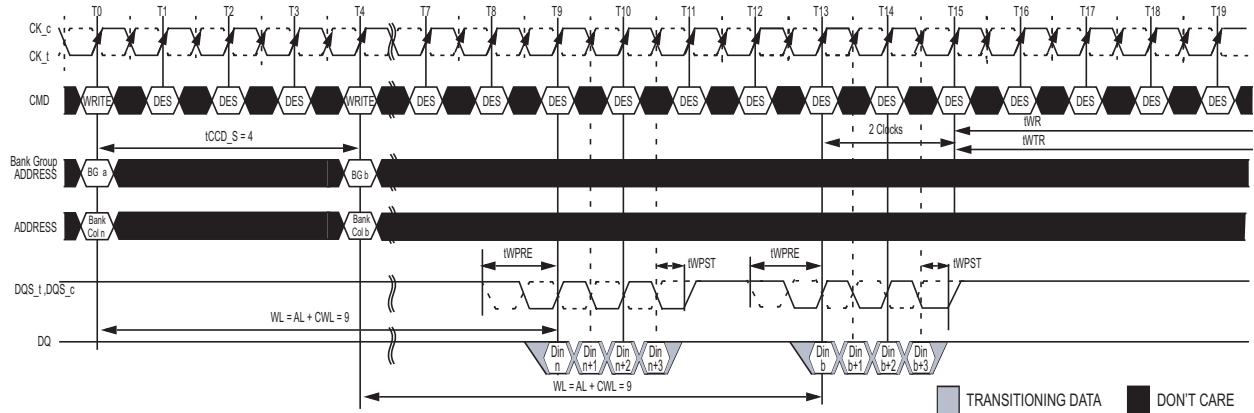 T0 T1 T2 T3 T4 T7 T8 T9 T10 T11 T12 T13 T14 T15 T16 T17 T18 T19
CK_c
CK_t
CMD WRITE DES DES DES WRITE DES DES DES DES DES DES DES DES DES DES DES DES DES
tCCD_S = 4
2 Clocks
tWR
tWTR
Bank Group
ADDRESS
BG a
BG b
ADDRESS
Bank
Col n
Bank
Col b
tWPRE
tWPST
tWPRE
tWPST
DQS_t ,DQS_c
WL = AL + CWL = 9
DQ
Din
n
Din
n+1
Din
n+2
Din
n+3
Din
b
Din
b+1
Din
b+2
Din
b+3
WL = AL + CWL = 9
TRANSITIONING DATA
DON'T CARE